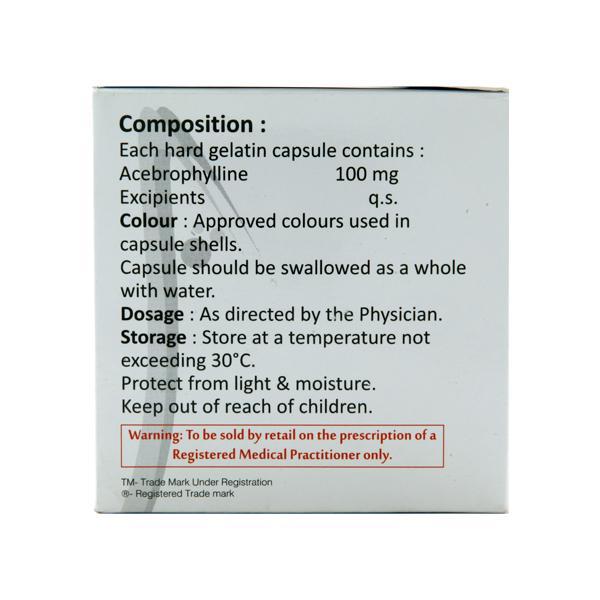 Composition :
Each hard gelatin capsule contains :
Acebrophylline 100 mg
Excipients q.s.
Colour : Approved colours used in
capsule shells.
Capsule should be swallowed as a whole
with water.
Dosage : As directed by the Physician.
Storage : Store at a temperature not
exceeding 30°C.
Protect from light & moisture.
Keep out of reach of children.
Warning: To be sold by retail on the prescription of a
Registered Medical Practitioner only.
TM- Trade Mark Under Registration
®- Registered Trade mark